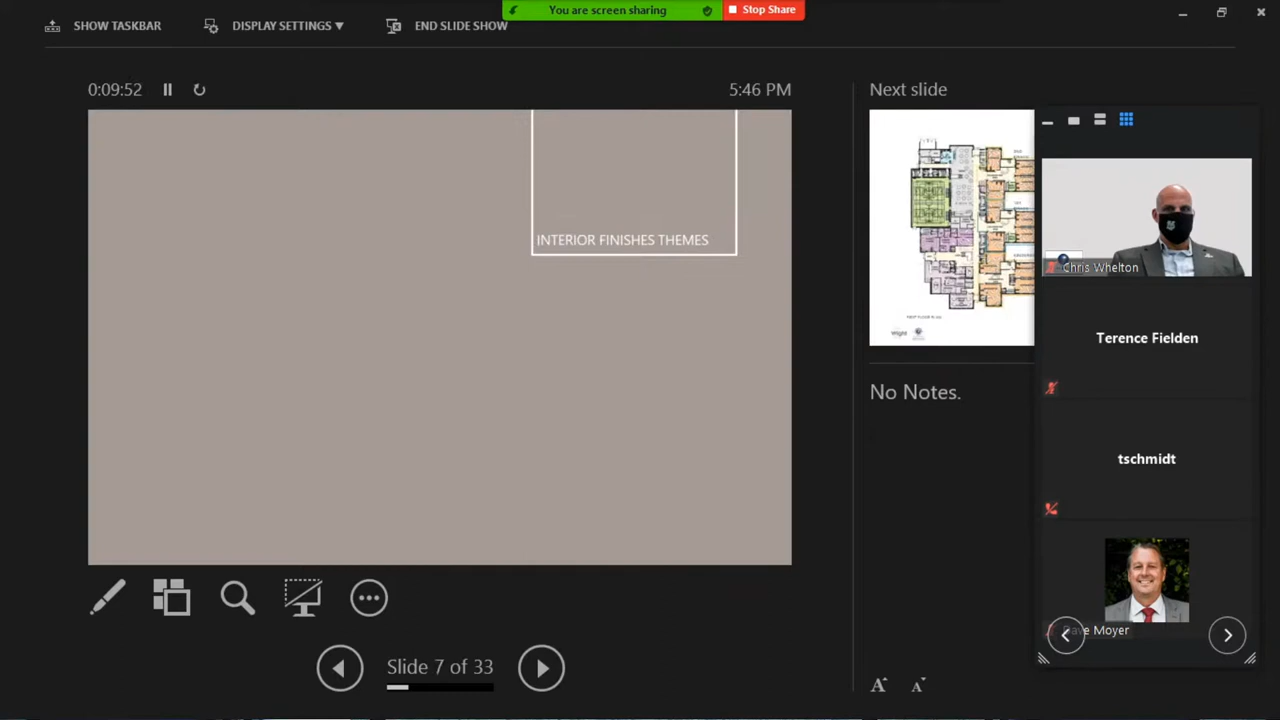 You are screen sharing
Stop Share
SHOW TASKBAR
DISPLAY SETTINGS ▼
END SLIDE SHOW
0:09:52
5:46 PM
Next slide
INTERIOR FINISHES THEMES
Chris Whelton
Terence Fielden
No Notes.
tschmidt
Dave Moyer
Slide 7 of 33
A
A